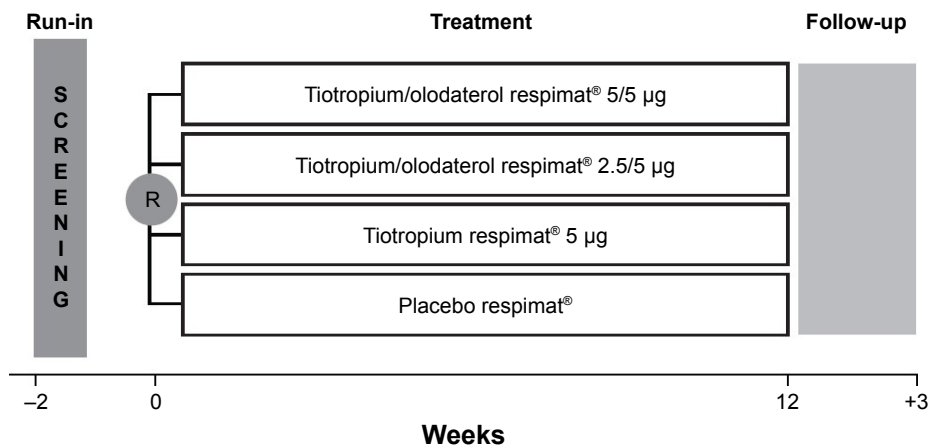 Run-in
Treatment
Follow-up
SCREENING
R
Tiotropium/olodaterol respimat® 5/5 µg
Tiotropium/olodaterol respimat® 2.5/5 µg
Tiotropium respimat® 5 µg
Placebo respimat®
–2
0
12
+3
Weeks